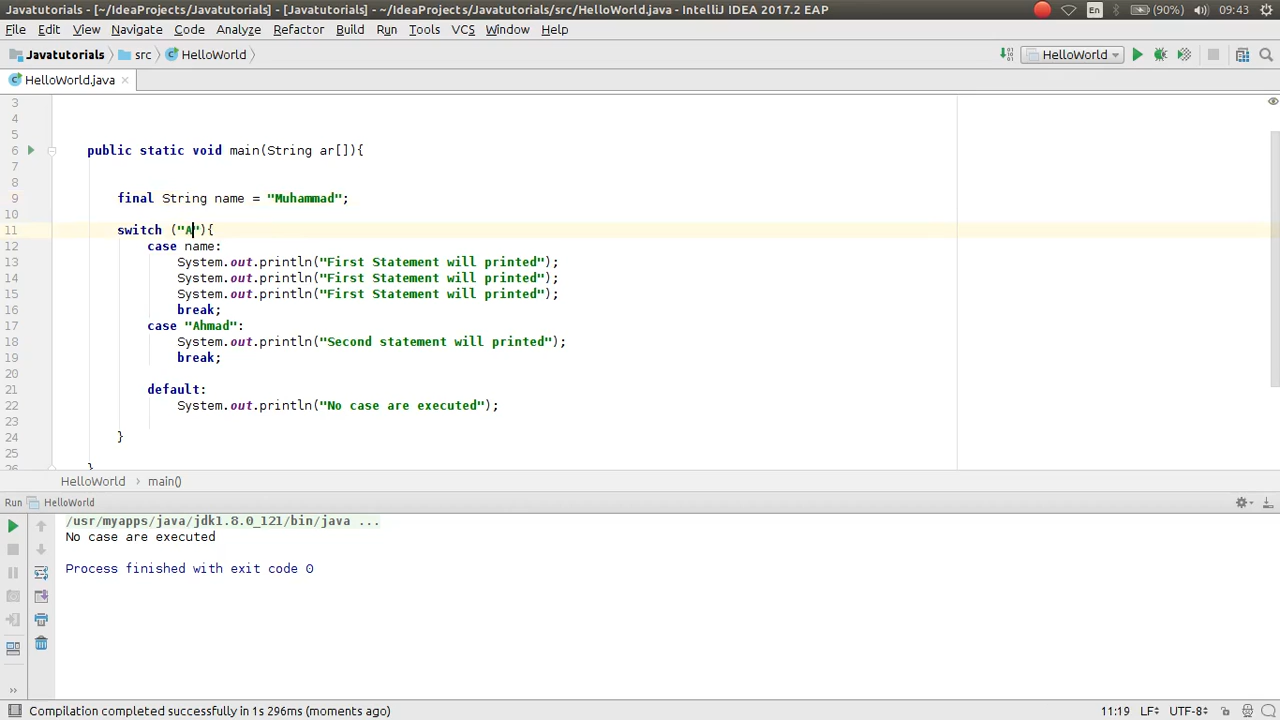 Javatutorials - [~/IdeaProjects/Javatutorials] - [Javatutorials] - ~/IdeaProjects/Javatutorials/src/HelloWorld.java - IntelliJ IDEA 2017.2 EAP
En (90%) 09:43
File Edit View Navigate Code Analyze Refactor Build Run Tools VCS Window Help
Javatutorials src HelloWorld HelloWorld
HelloWorld.java
3
4
5
6 public static void main(String ar[]){
7
8
9 final String name = "Muhammad";
10
11 switch ("A"){
12 case name:
13 System.out.println("First Statement will printed");
14 System.out.println("First Statement will printed");
15 System.out.println("First Statement will printed");
16 break;
17 case "Ahmad":
18 System.out.println("Second statement will printed");
19 break;
20
21 default:
22 System.out.println("No case are executed");
23
24 }
25
26 }
HelloWorld main()
Run HelloWorld
/usr/myapps/java/jdk1.8.0_121/bin/java ...
No case are executed
Process finished with exit code 0
Compilation completed successfully in 1s 296ms (moments ago) 11:19 LF UTF-8